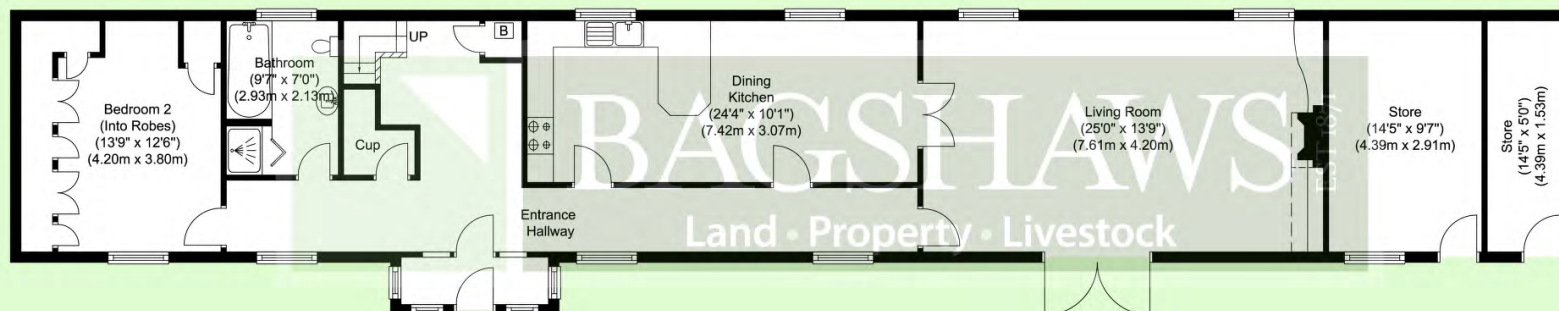 Bedroom 2
(Into Robes)
(13'9" x 12'6")
(4.20m x 3.80m)
Bathroom
(9'7" x 7'0")
(2.93m x 2.13m)
UP
B
Cup
Entrance
Hallway
Dining
Kitchen
(24'4" x 10'1")
(7.42m x 3.07m)
Living Room
(25'0" x 13'9")
(7.61m x 4.20m)
Store
(14'5" x 9'7")
(4.39m x 2.91m)
Store
(14'5" x 5'0")
(4.39m x 1.53m)
BAGSHAWS
EST 1871
Land • Property • Livestock